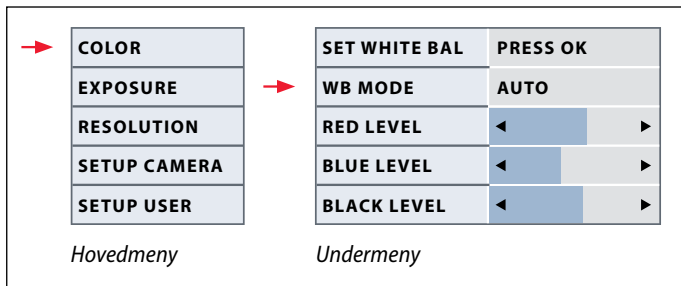 COLOR
EXPOSURE
RESOLUTION
SETUP CAMERA
SETUP USER
Hovedmeny
SET WHITE BAL PRESS OK
WB MODE AUTO
RED LEVEL
BLUE LEVEL
BLACK LEVEL
Undermeny